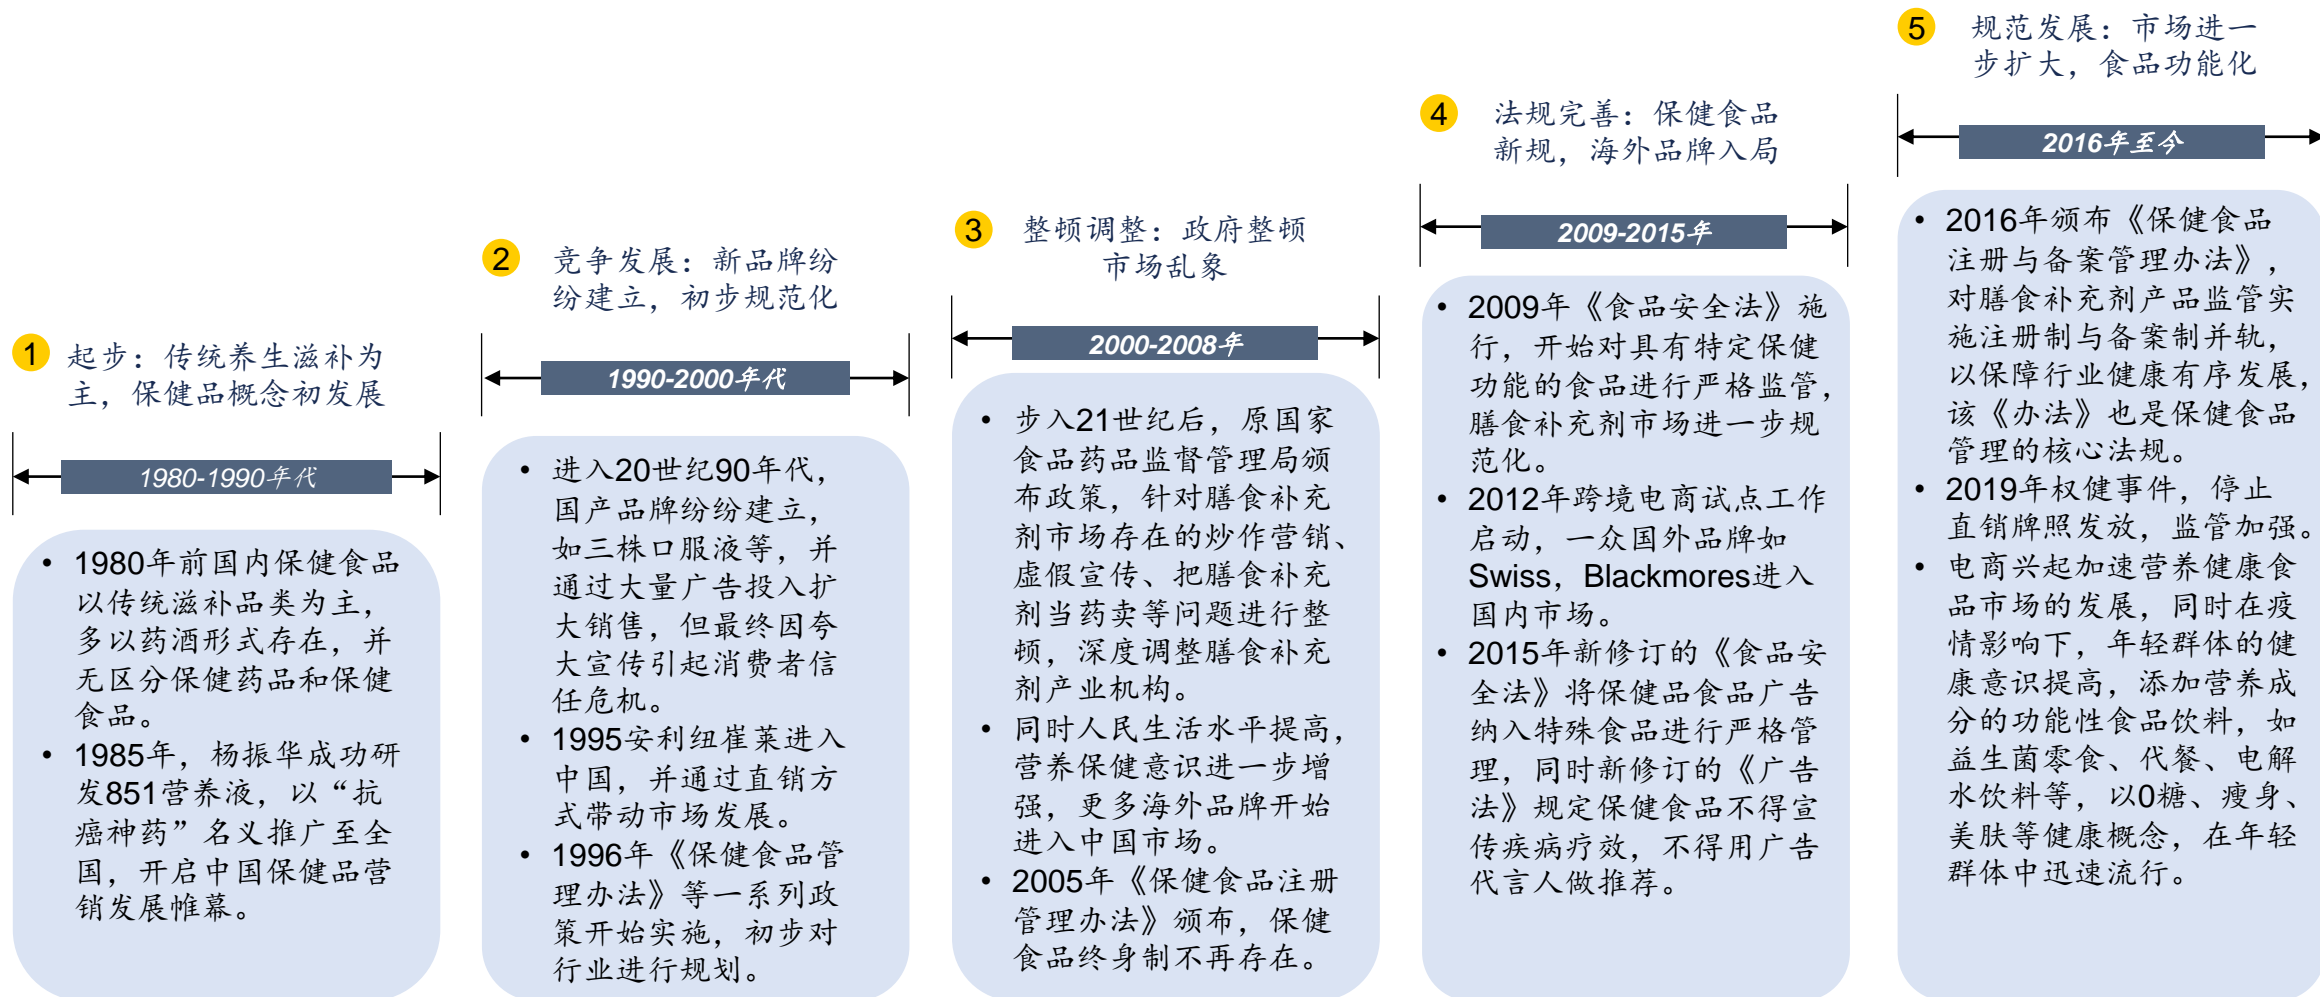 1
起步：传统养生滋补为
主，保健品概念初发展
1980-1990年代
• 1980年前国内保健食品
以传统滋补品类为主，
多以药酒形式存在，并
无区分保健药品和保健
食品。
• 1985年，杨振华成功研
发851营养液，以“抗
癌神药”名义推广至全
国，开启中国保健品营
销发展帷幕。
2
竞争发展：新品牌纷
纷建立，初步规范化
1990-2000年代
• 进入20世纪90年代，
国产品牌纷纷建立，
如三株口服液等，并
通过大量广告投入扩
大销售，但最终因夸
大宣传引起消费者信
任危机。
• 1995安利纽崔莱进入
中国，并通过直销方
式带动市场发展。
• 1996年《保健食品管
理办法》等一系列政
策开始实施，初步对
行业进行规划。
3
整顿调整：政府整顿
市场乱象
2000-2008年
• 步入21世纪后，原国家
食品药品监督管理局颁
布政策，针对膳食补充
剂市场存在的炒作营销、
虚假宣传、把膳食补充
剂当药卖等问题进行整
顿，深度调整膳食补充
剂产业机构。
• 同时人民生活水平提高，
营养保健意识进一步增
强，更多海外品牌开始
进入中国市场。
• 2005年《保健食品注册
管理办法》颁布，保健
食品终身制不再存在。
4
法规完善：保健食品
新规，海外品牌入局
2009-2015年
• 2009年《食品安全法》施
行，开始对具有特定保健
功能的食品进行严格监管，
膳食补充剂市场进一步规
范化。
• 2012年跨境电商试点工作
启动，一众国外品牌如
Swiss，Blackmores进入
国内市场。
• 2015年新修订的《食品安
全法》将保健品食品广告
纳入特殊食品进行严格管
理，同时新修订的《广告
法》规定保健食品不得宣
传疾病疗效，不得用广告
代言人做推荐。
5
规范发展：市场进一
步扩大，食品功能化
2016年至今
• 2016年颁布《保健食品
注册与备案管理办法》，
对膳食补充剂产品监管实
施注册制与备案制并轨，
以保障行业健康有序发展，
该《办法》也是保健食品
管理的核心法规。
• 2019年权健事件，停止
直销牌照发放，监管加强。
• 电商兴起加速营养健康食
品市场的发展，同时在疫
情影响下，年轻群体的健
康意识提高，添加营养成
分的功能性食品饮料，如
益生菌零食、代餐、电解
水饮料等，以0糖、瘦身、
美肤等健康概念，在年轻
群体中迅速流行。